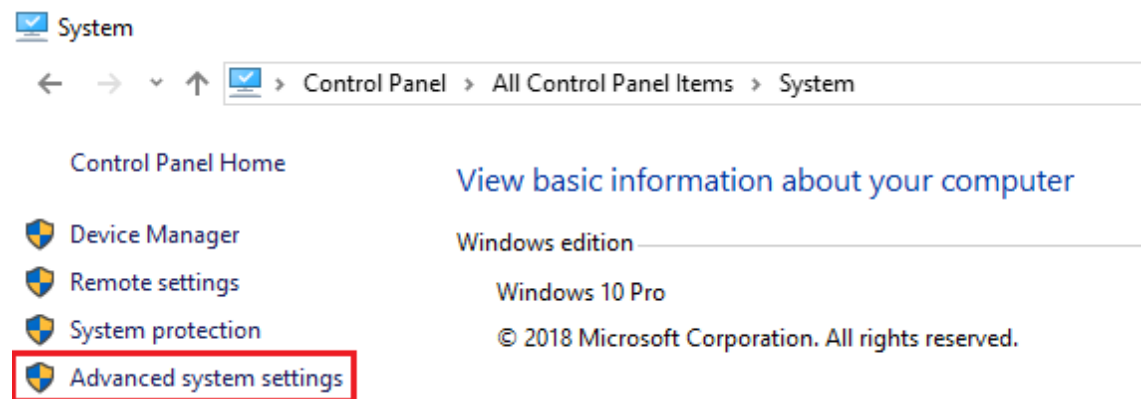 System
Control Panel > All Control Panel Items > System
Control Panel Home
View basic information about your computer
Device Manager
Windows edition
Remote settings
Windows 10 Pro
System protection
© 2018 Microsoft Corporation. All rights reserved.
Advanced system settings